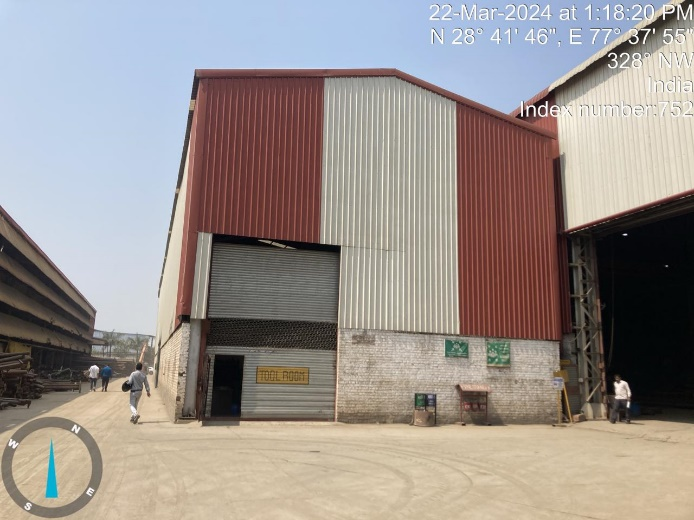 22-Mar-2024 at 1:18:20 PM
N 28° 41' 46", E 77° 37' 55"
328° NW
India
Index number:752
TOOL ROOM
N
W
E
S